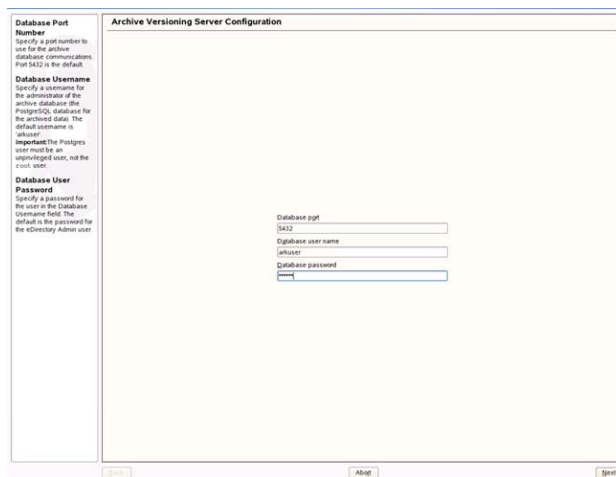 Database Port
Number
Specify a port number to
use for the archive
database communications.
Port 5432 is the default.
Database Username
Specify a username for
the administrator of the
archive database (the
PostgreSQL database for
the archived data). The
default username is
'arkuser'.
Important:The Postgres
user must be an
unprivileged user, not the
root user.
Database User
Password
Specify a password for
the user in the Database
Username field. The
default is the password for
the eDirectory Admin user
Archive Versioning Server Configuration
Database port
5432
Database user name
arkuser
Database password
******
Back
Abort
Next